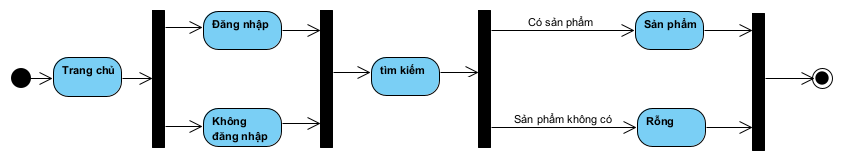 Trang chủ
Đăng nhập
Không
đăng nhập
tìm kiếm
Có sản phẩm
Sản phẩm không có
Sản phẩm
Rỗng